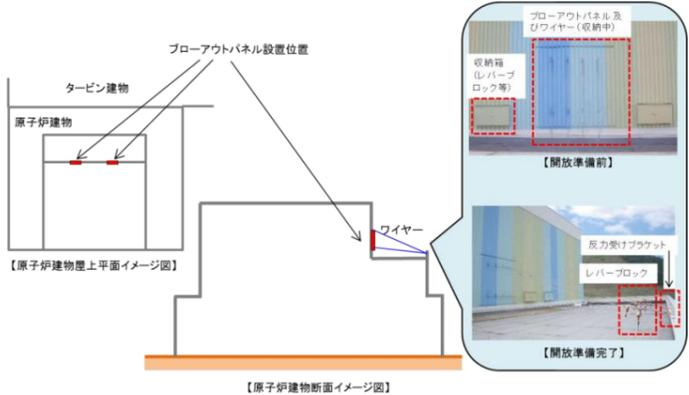 ブローアウトパネル設置位置
タービン建物
原子炉建物
【原子炉建物屋上平面イメージ図】
ワイヤー
【原子炉建物断面イメージ図】
ブローアウトパネル及
びワイヤー（収納中）
収納箱
（レバーブ
ロック等）
【開放準備前】
反力受けブラケット
レバーブロック
【開放準備完了】